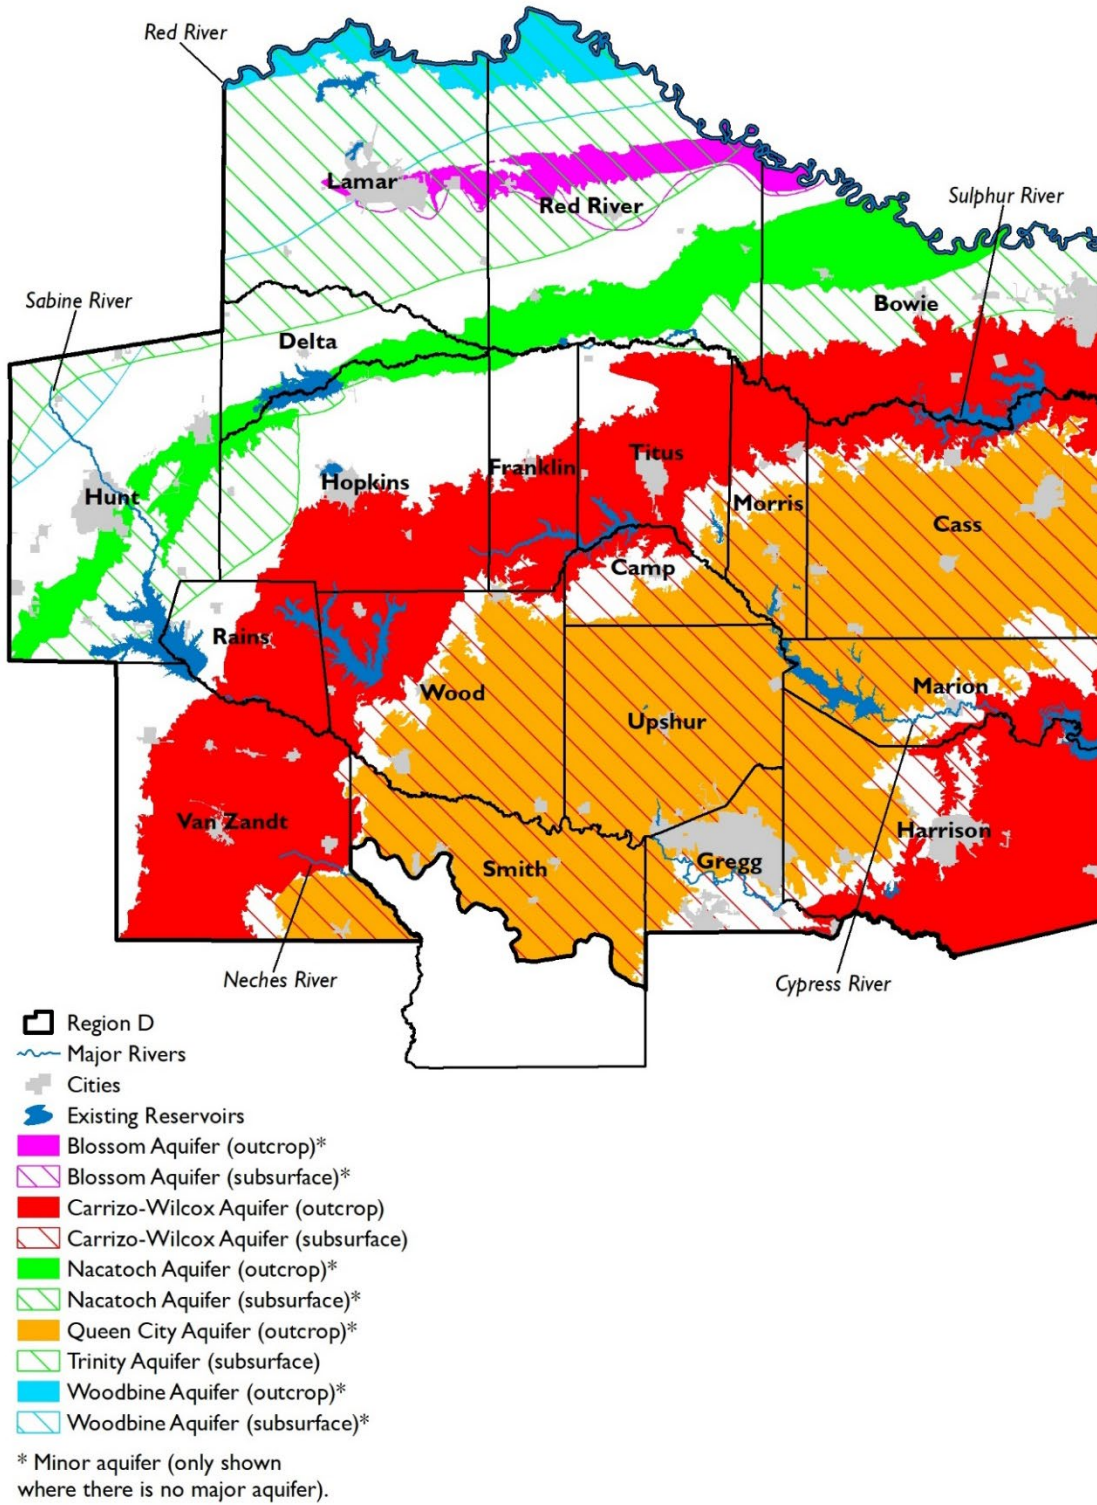 Red River
Lamar
Red River
Sulphur River
Sabine River
Bowie
Delta
Hunt
Hopkins
Franklin
Titus
Morris
Cass
Camp
Rains
Wood
Marion
Upshur
Van Zandt
Harrison
Smith
Gregg
Neches River
Cypress River
Region D
Major Rivers
Cities
Existing Reservoirs
Blossom Aquifer (outcrop)*
Blossom Aquifer (subsurface)*
Carrizo-Wilcox Aquifer (outcrop)
Carrizo-Wilcox Aquifer (subsurface)
Nacatoch Aquifer (outcrop)*
Nacatoch Aquifer (subsurface)*
Queen City Aquifer (outcrop)*
Trinity Aquifer (subsurface)
Woodbine Aquifer (outcrop)*
Woodbine Aquifer (subsurface)*
* Minor aquifer (only shown
where there is no major aquifer).